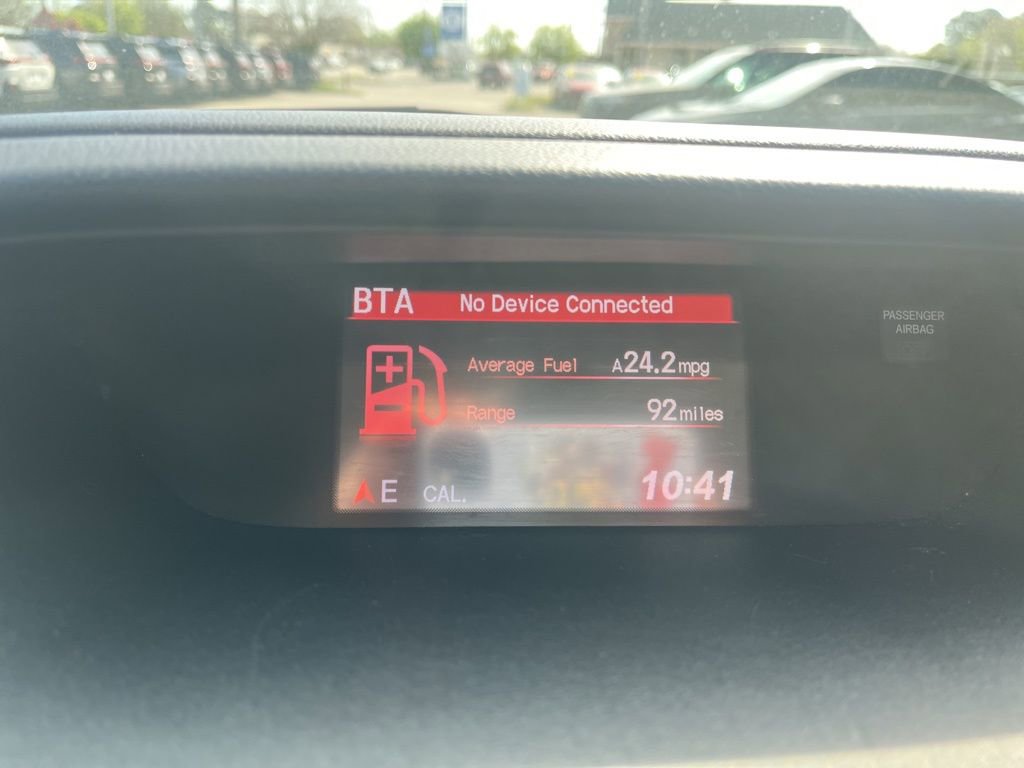 BTA No Device Connected
PASSENGER
AIRBAG
Average Fuel A24.2mpg
Range 92miles
E CAL. 10:41